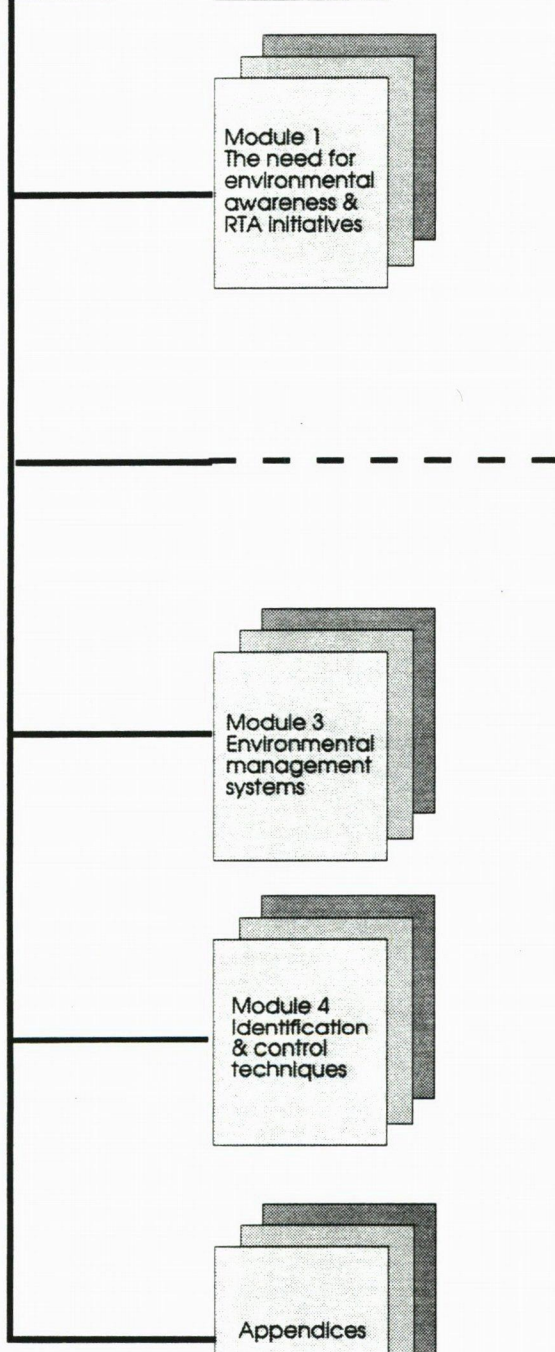 Module 1
The need for
environmental
awareness &
RTA initiatives
Module 3
Environmental
management
systems
Module 4
Identification
& control
techniques
Appendices